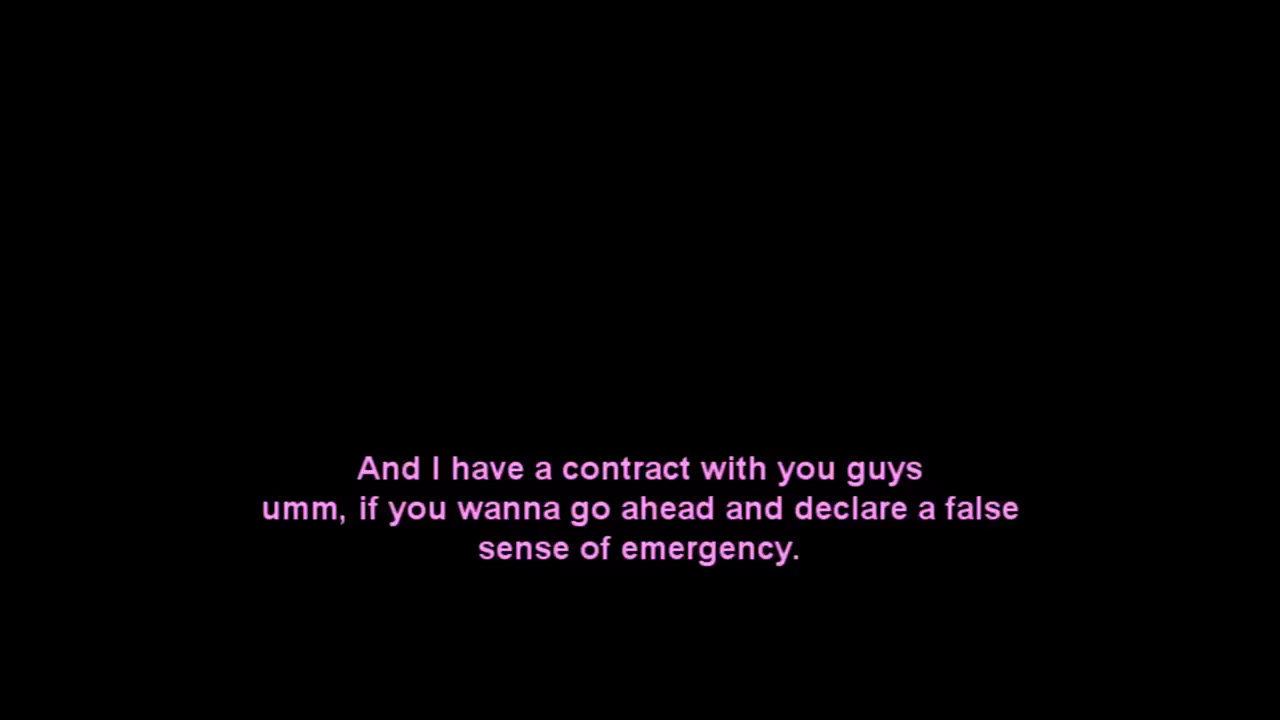 And I have a contract with you guys
umm, if you wanna go ahead and declare a false
sense of emergency.